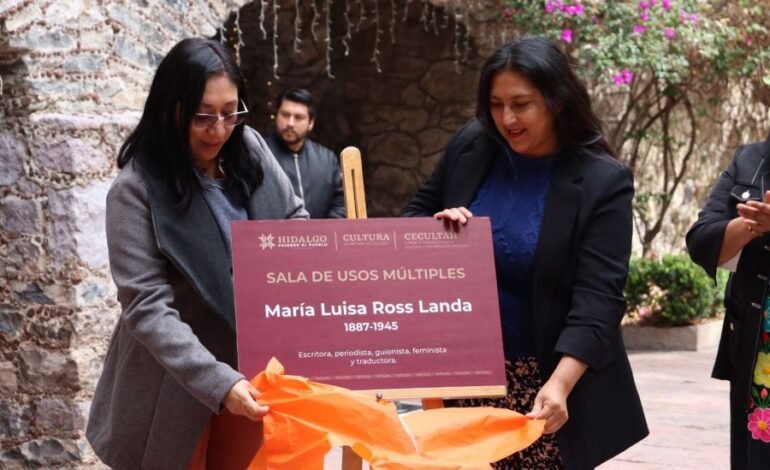 HIDALGO
CULTURA
CECULTAH
SALA DE USOS MÚLTIPLES
María Luisa Ross Landa
1887-1945
Escritora, periodista, guionista, feminista
y traductora.